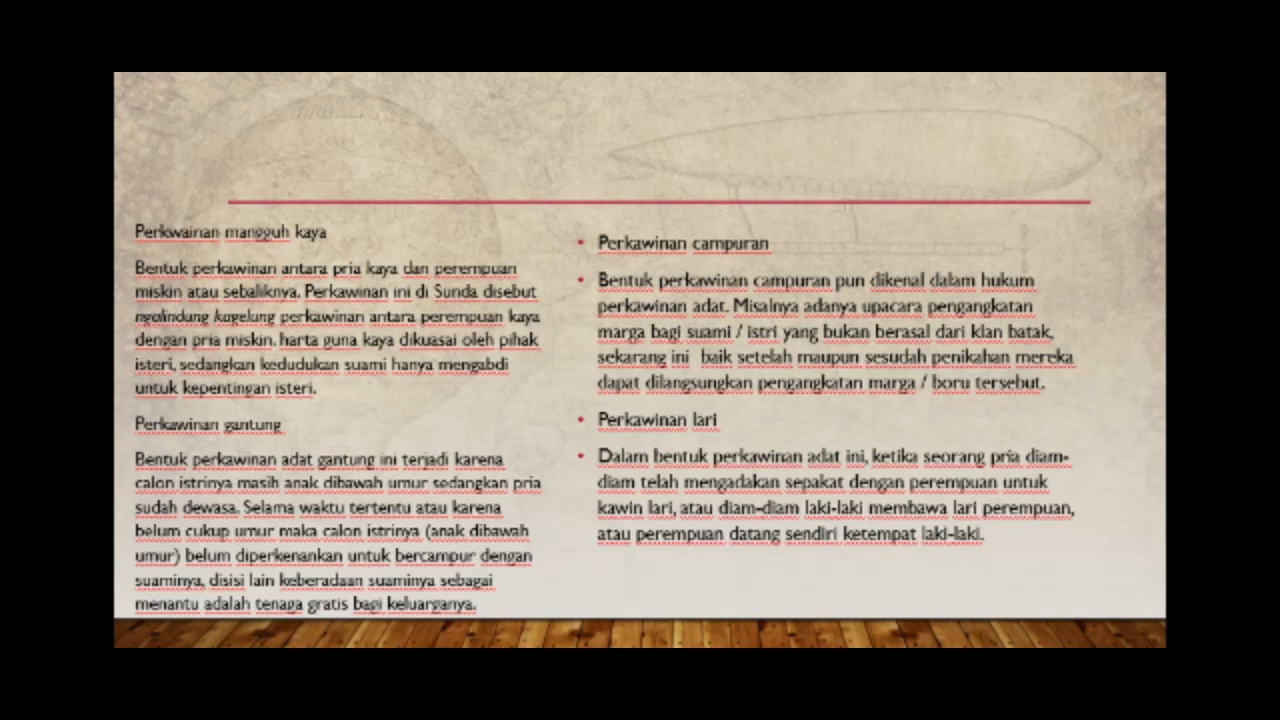 Perkwainan mangguh kaya
Bentuk perkawinan antara pria kaya dan perempuan
miskin atau sebaliknya. Perkawinan ini di Sunda disebut
ngalindung kagelung perkawinan antara perempuan kaya
dengan pria miskin. harta guna kaya dikuasai oleh pihak
isteri, sedangkan kedudukan suami hanya mengabdi
untuk kepentingan isteri.
Perkawinan gantung
Bentuk perkawinan adat gantung ini terjadi karena
calon istrinya masih anak dibawah umur sedangkan pria
sudah dewasa. Selama waktu tertentu atau karena
belum cukup umur maka calon istrinya (anak dibawah
umur) belum diperkenankan untuk bercampur dengan
suaminya, disisi lain keberadaan suaminya sebagai
menantu adalah tenaga gratis bagi keluarganya.
• Perkawinan campuran
• Bentuk perkawinan campuran pun dikenal dalam hukum
perkawinan adat. Misalnya adanya upacara pengangkatan
marga bagi suami / istri yang bukan berasal dari klan batak,
sekarang ini baik setelah maupun sesudah penikahan mereka
dapat dilangsungkan pengangkatan marga / boru tersebut.
• Perkawinan lari
• Dalam bentuk perkawinan adat ini, ketika seorang pria diam-
diam telah mengadakan sepakat dengan perempuan untuk
kawin lari, atau diam-diam laki-laki membawa lari perempuan,
atau perempuan datang sendiri ketempat laki-laki.